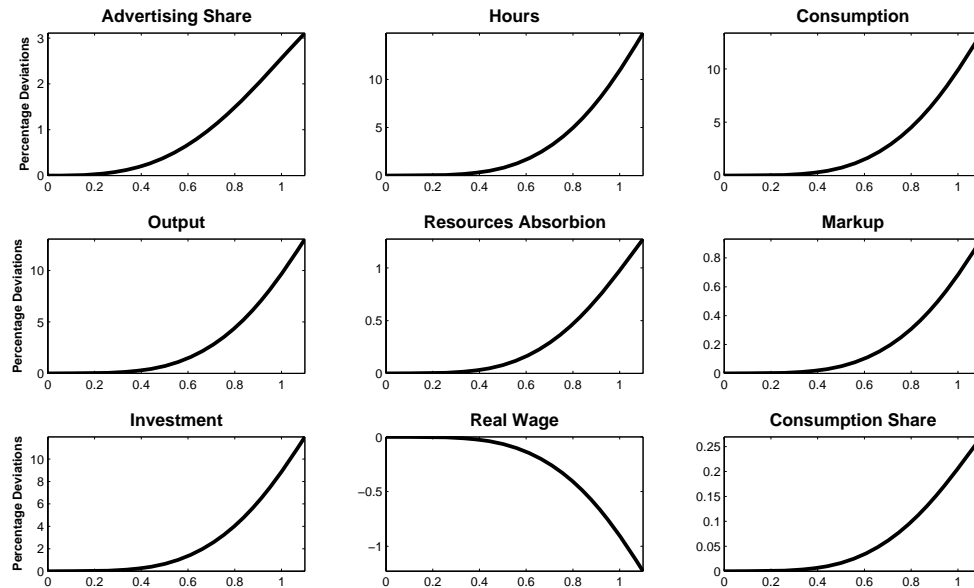 Advertising Share
Hours
Consumption
Percentage Deviations
3
2
1
0
0 0.2 0.4 0.6 0.8 1
10
5
0
0 0.2 0.4 0.6 0.8 1
10
5
0
0 0.2 0.4 0.6 0.8 1
Output
Resources Absorbion
Markup
Percentage Deviations
10
5
0
0 0.2 0.4 0.6 0.8 1
1
0.5
0
0 0.2 0.4 0.6 0.8 1
0.8
0.6
0.4
0.2
0
0 0.2 0.4 0.6 0.8 1
Investment
Real Wage
Consumption Share
Percentage Deviations
10
8
6
4
2
0
0 0.2 0.4 0.6 0.8 1
0
−0.5
−1
0 0.2 0.4 0.6 0.8 1
0.25
0.2
0.15
0.1
0.05
0
0 0.2 0.4 0.6 0.8 1